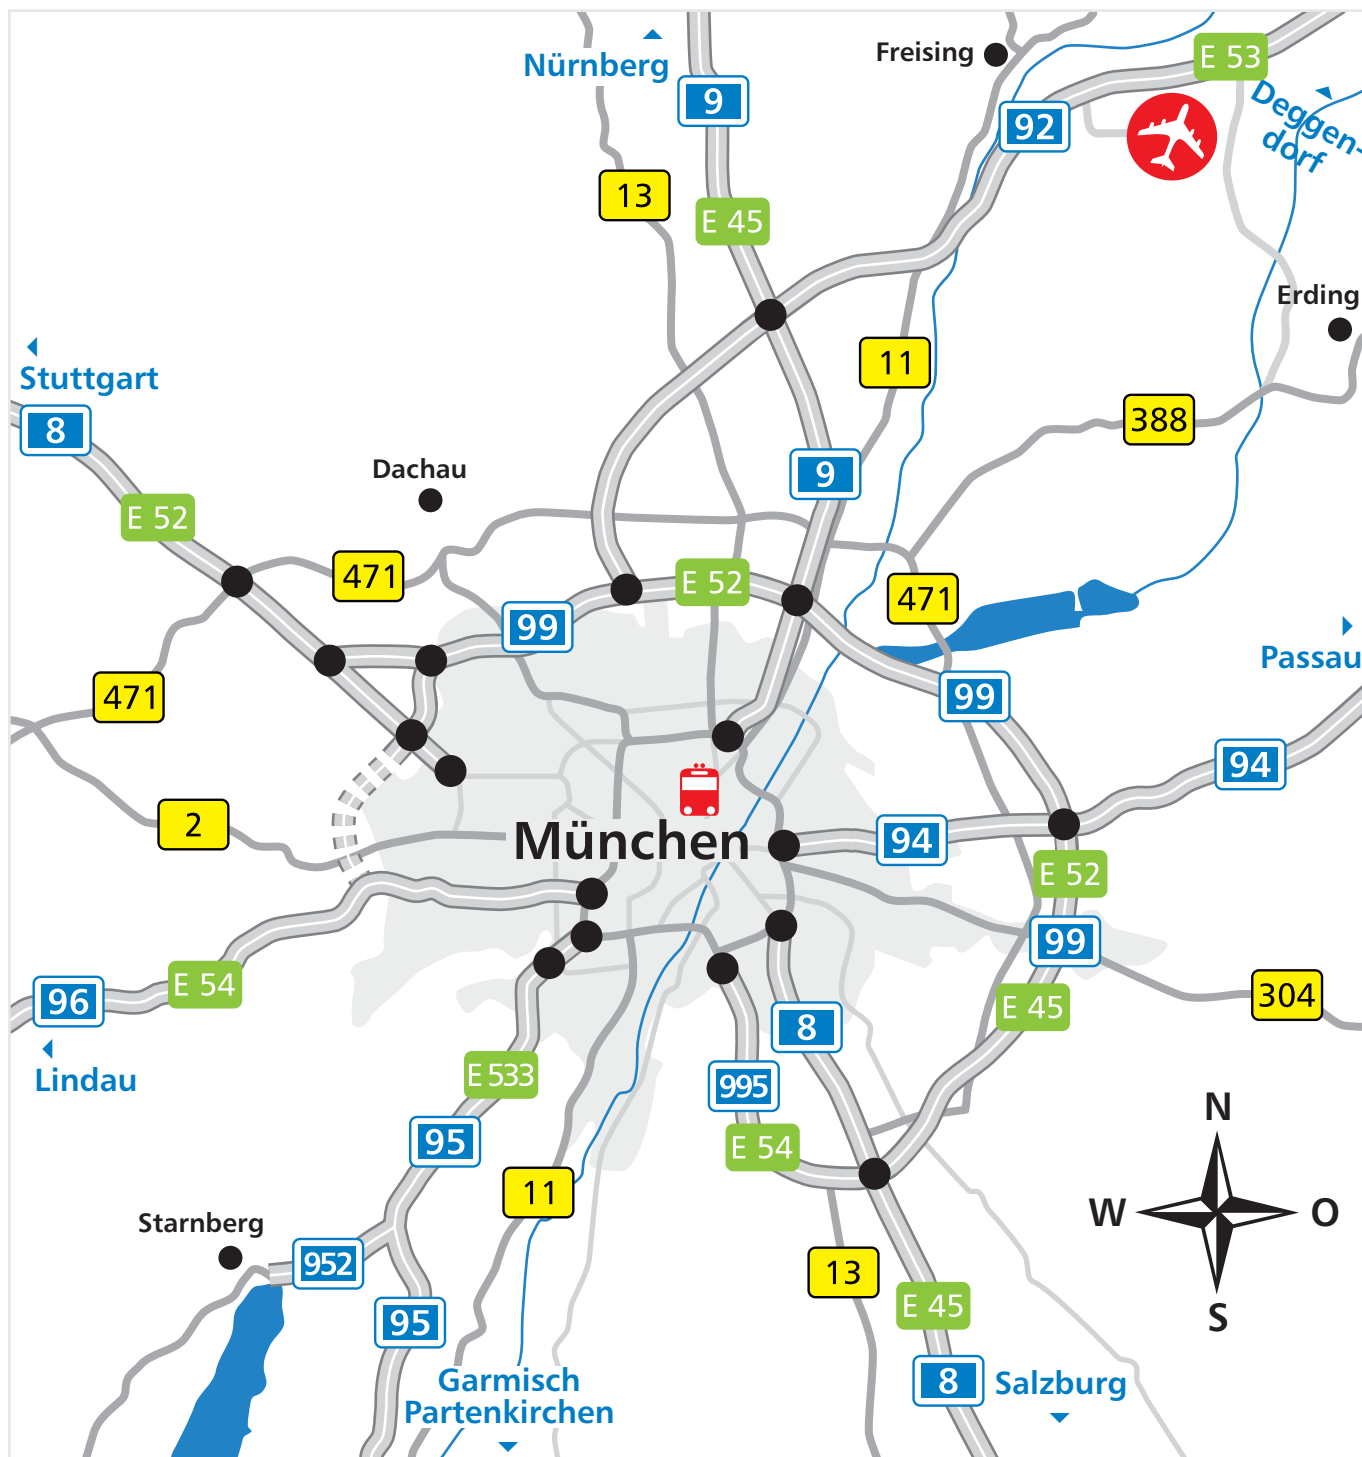 Freising
E 53
Nürnberg
9
Deggen-
dorf
92
13
E 45
Erding
Stuttgart
11
8
388
Dachau
9
E 52
471
E 52
471
99
Passau
471
99
94
2
München
94
E 52
99
E 54
96
304
E 45
8
Lindau
E 533
995
95
E 54
N
11
W
O
Starnberg
952
13
S
E 45
95
Garmisch
Partenkirchen
8
Salzburg